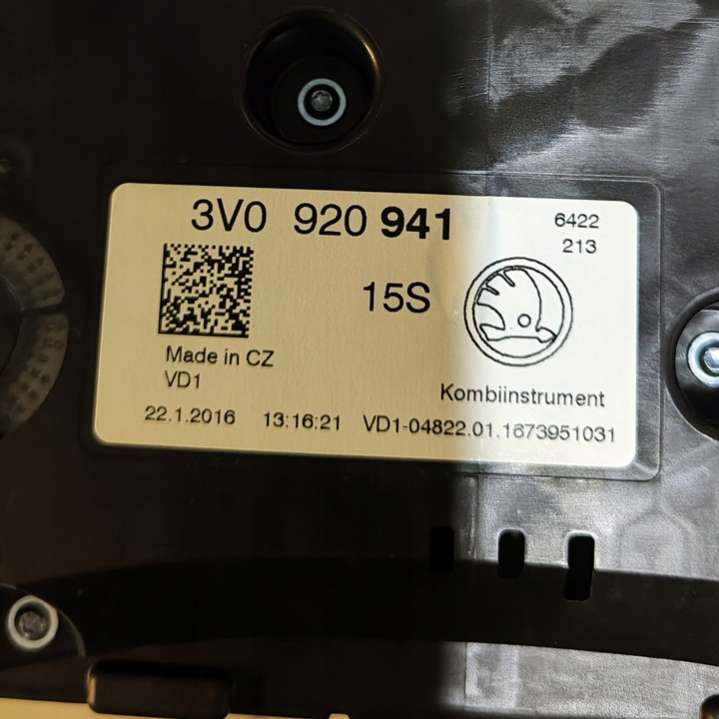 3V0 920 941
6422
213
15S
Made in CZ
VD1
Kombiinstrument
22.1.2016 13:16:21 VD1-04822.01.1673951031